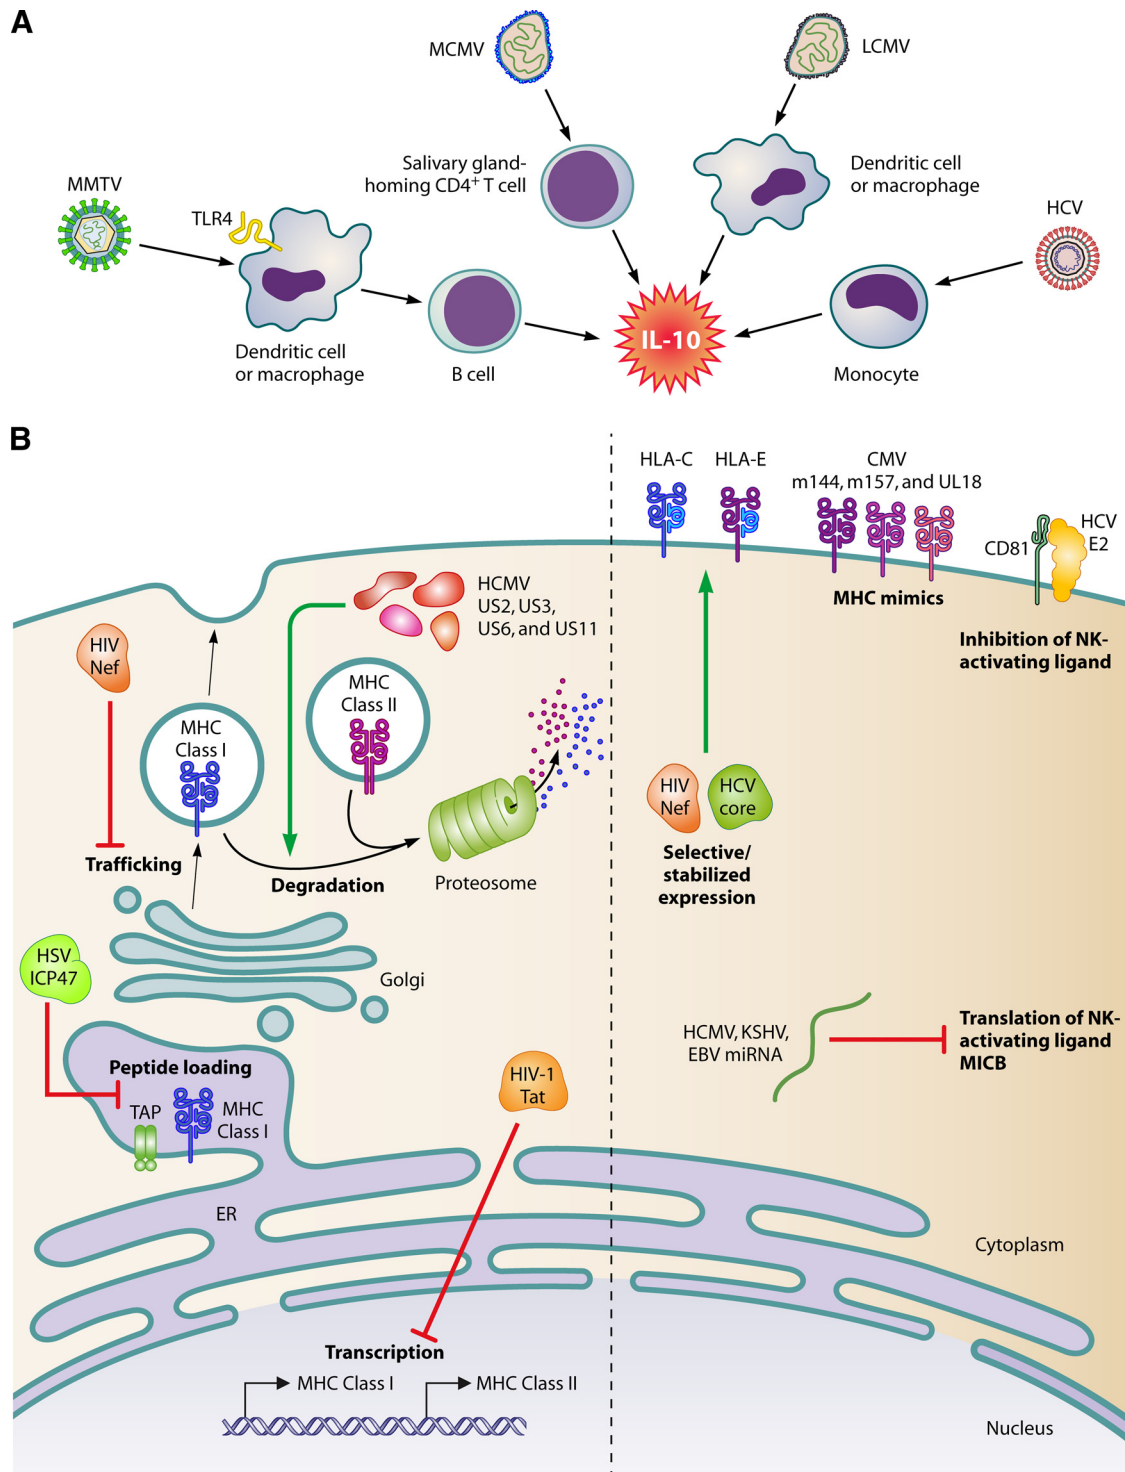 A
MCMV
LCMV
Salivary gland-
homing CD4+ T cell
Dendritic cell
or macrophage
MMTV
TLR4
HCV
IL-10
Dendritic cell
or macrophage
B cell
Monocyte
B
HLA-C
HLA-E
CMV
m144, m157, and UL18
CD81
HCV
E2
MHC mimics
Inhibition of NK-
activating ligand
HCMV
US2, US3,
US6, and US11
HIV
Nef
MHC
Class II
MHC
Class I
HIV
Nef
HCV
core
Selective/
stabilized
expression
Trafficking
Degradation
Proteosome
HSV
ICP47
Golgi
HCMV, KSHV,
EBV miRNA
Translation of NK-
activating ligand
MICB
Peptide loading
TAP
MHC
Class I
HIV-1
Tat
ER
Cytoplasm
Transcription
MHC Class I
MHC Class II
Nucleus